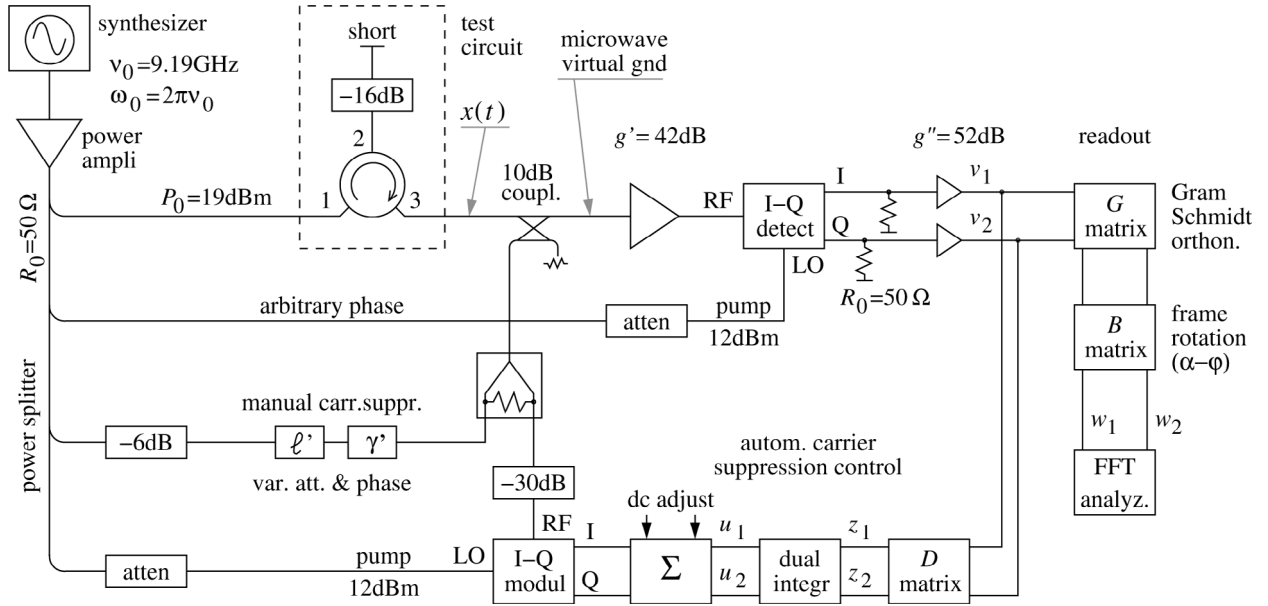 synthesizer
ν₀=9.19GHz
ω₀=2πν₀
power
ampli
P₀=19dBm
R₀=50 Ω
short
−16dB
1
2
3
test
circuit
x(t)
microwave
virtual gnd
10dB
coupl.
g'= 42dB
RF
I−Q
detect
I
Q
LO
g"= 52dB
v₁
v₂
R₀=50 Ω
readout
G
matrix
Gram
Schmidt
orthon.
B
matrix
frame
rotation
(α−φ)
w₁
w₂
FFT
analyz.
arbitrary phase
atten
pump
12dBm
power splitter
manual carr.suppr.
−6dB
ℓ'
γ'
var. att. & phase
−30dB
autom. carrier
suppression control
dc adjust
atten
pump
12dBm
LO
RF
I−Q
modul
I
Q
Σ
u₁
u₂
dual
integr
z₁
z₂
D
matrix